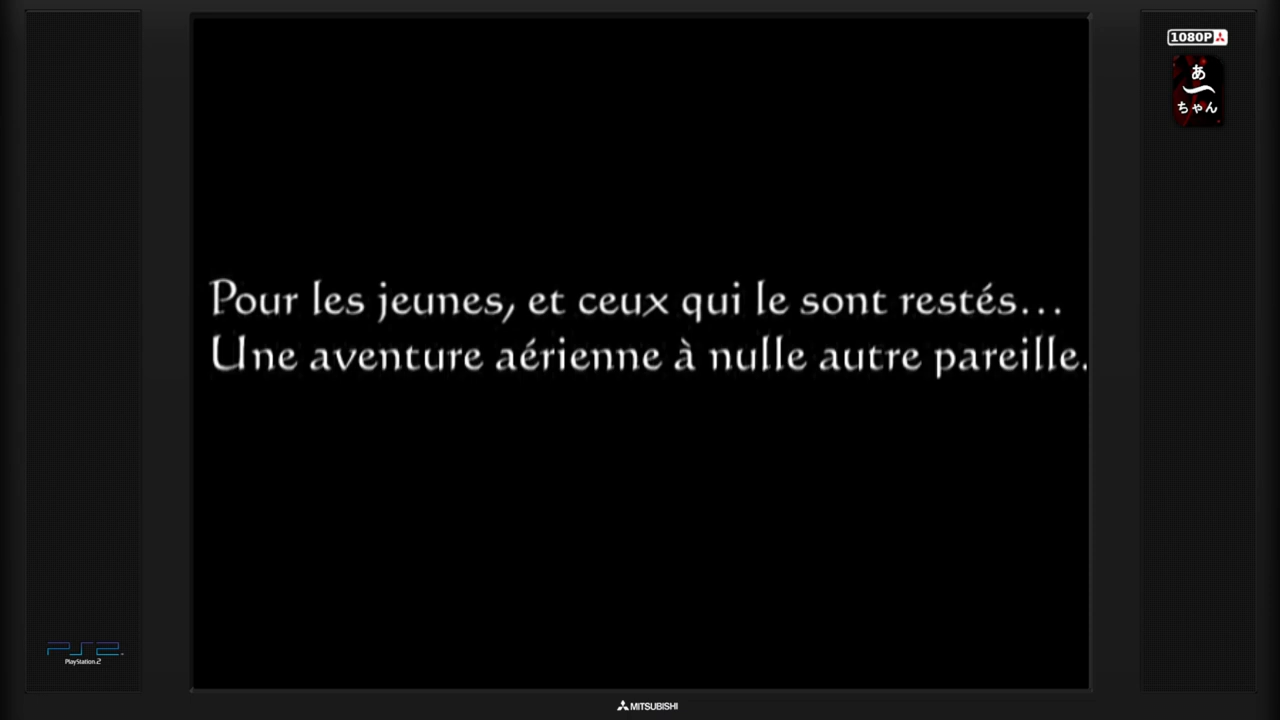 1080P
あ
ー
ちゃん
Pour les jeunes, et ceux qui le sont restés...
Une aventure aérienne à nulle autre pareille.
PS2
PlayStation.2
MITSUBISHI